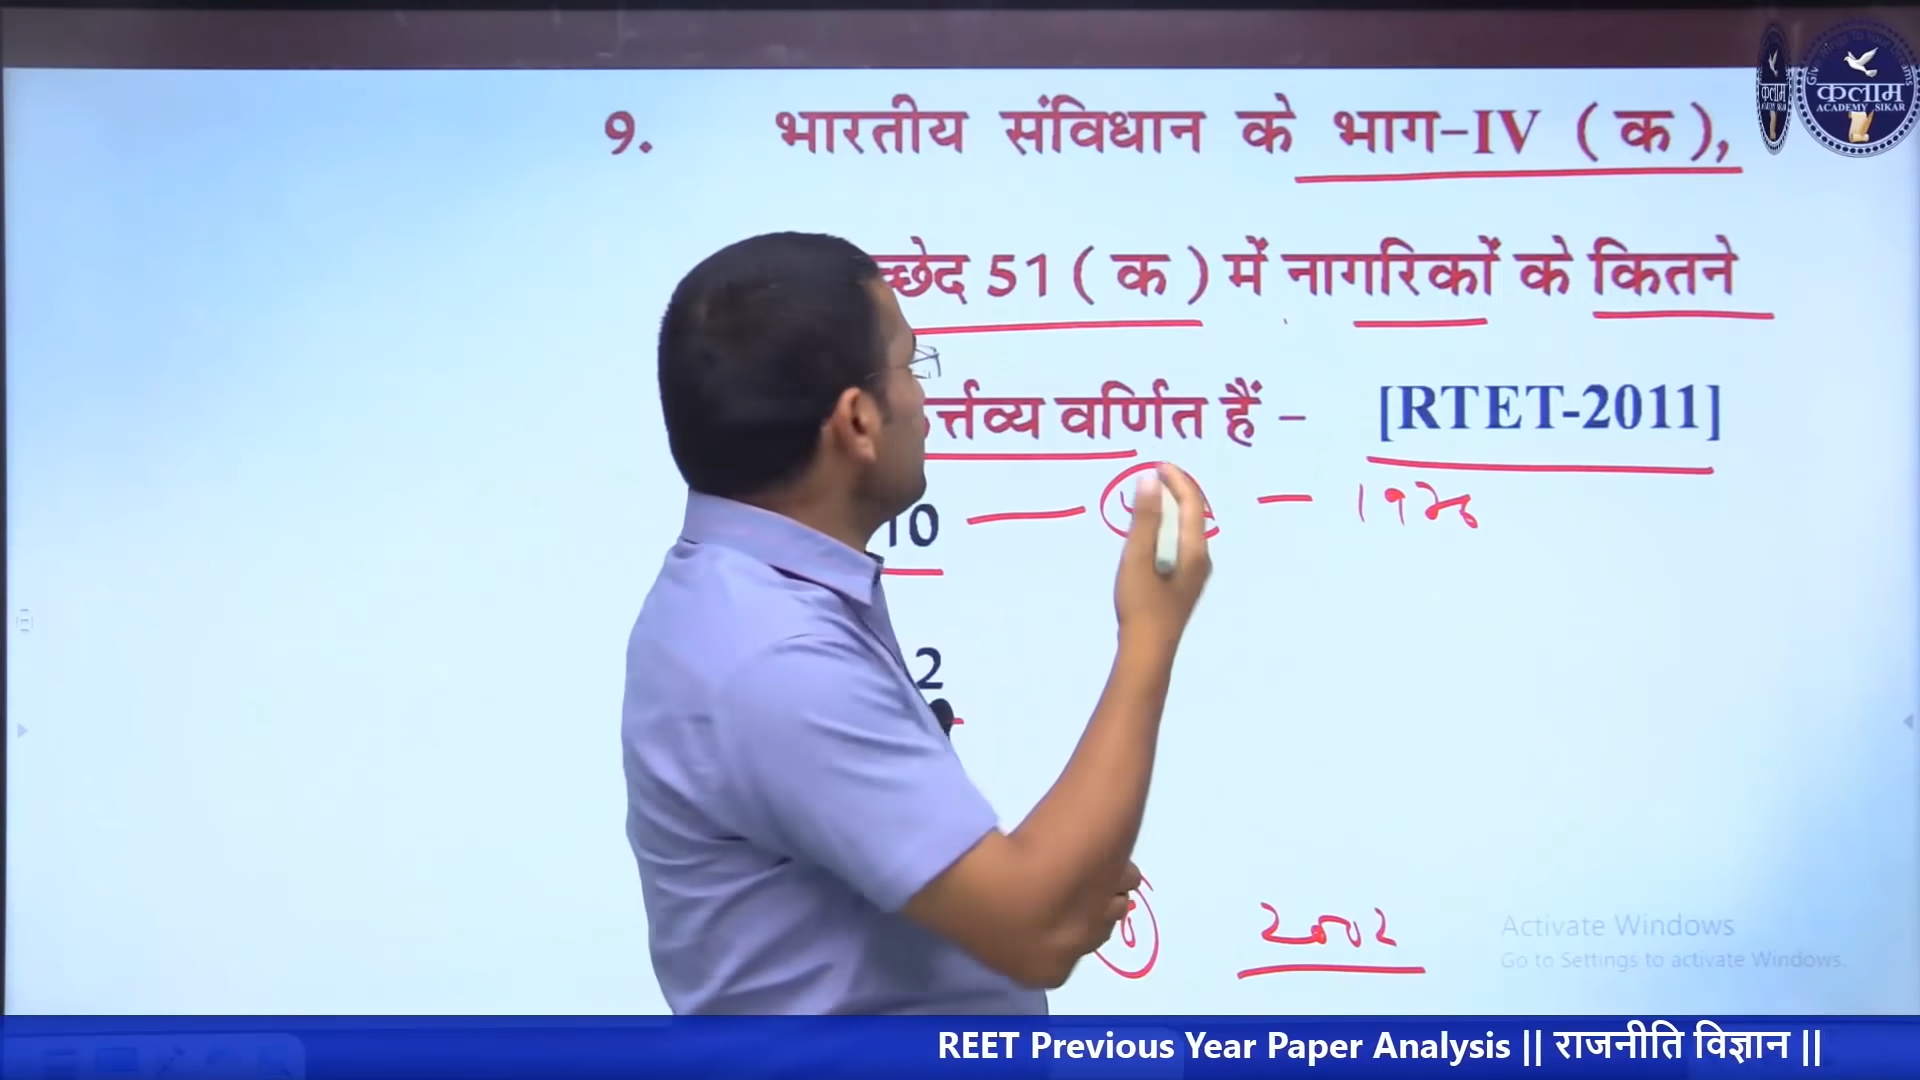 9. भारतीय संविधान के भाग-IV ( क ),
च्छेद 51 ( क ) में नागरिकों के कितने
र्त्तव्य वर्णित हैं - [RTET-2011]
10 — — 1976
2
2002
कलाम
ACADEMY SIKAR
कलाम
Activate Windows
Go to Settings to activate Windows.
REET Previous Year Paper Analysis || राजनीति विज्ञान ||